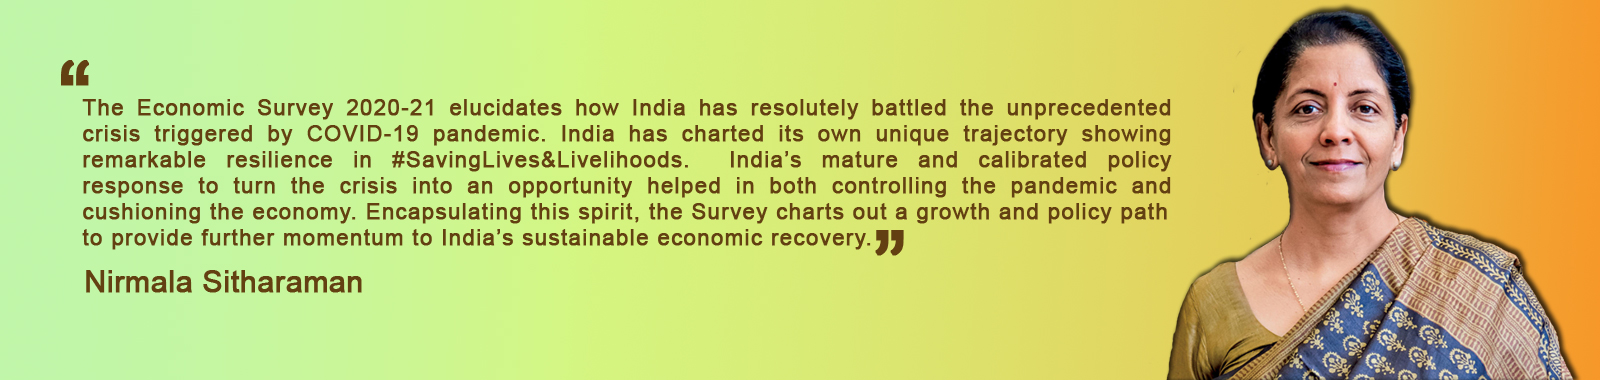 “
The Economic Survey 2020-21 elucidates how India has resolutely battled the unprecedented
crisis triggered by COVID-19 pandemic. India has charted its own unique trajectory showing
remarkable resilience in #SavingLives&Livelihoods. India’s mature and calibrated policy
response to turn the crisis into an opportunity helped in both controlling the pandemic and
cushioning the economy. Encapsulating this spirit, the Survey charts out a growth and policy path
to provide further momentum to India’s sustainable economic recovery.”
Nirmala Sitharaman